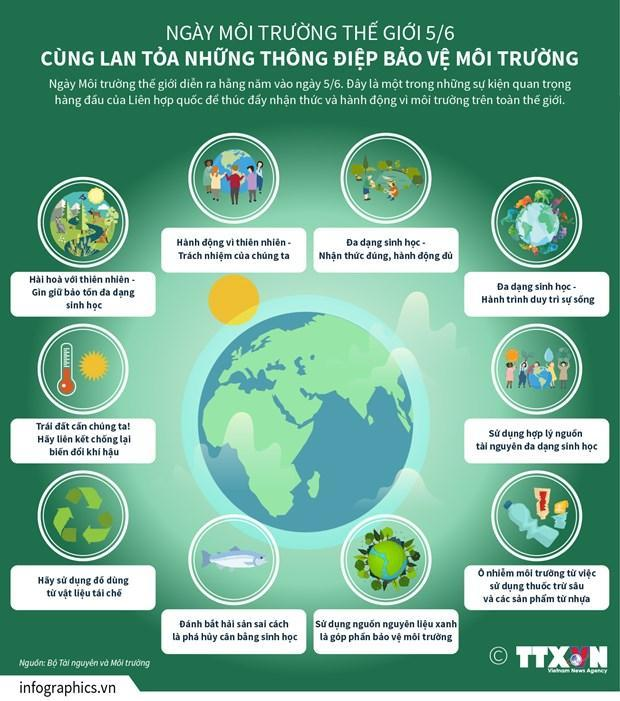 NGÀY MÔI TRƯỜNG THẾ GIỚI 5/6
CÙNG LAN TỎA NHỮNG THÔNG ĐIỆP BẢO VỆ MÔI TRƯỜNG
Ngày Môi trường thế giới diễn ra hằng năm vào ngày 5/6. Đây là một trong những sự kiện quan trọng
hàng đầu của Liên hợp quốc để thúc đẩy nhận thức và hành động vì môi trường trên toàn thế giới.
Hành động vì thiên nhiên -
Trách nhiệm của chúng ta
Đa dạng sinh học -
Nhận thức đúng, hành động đủ
Hài hoà với thiên nhiên -
Gìn giữ bảo tồn đa dạng
sinh học
Đa dạng sinh học -
Hành trình duy trì sự sống
Trái đất cần chúng ta!
Hãy liên kết chống lại
biến đổi khí hậu
Sử dụng hợp lý nguồn
tài nguyên đa dạng sinh học
Hãy sử dụng đồ dùng
từ vật liệu tái chế
Đánh bắt hải sản sai cách
là phá hủy cân bằng sinh học
Sử dụng nguồn nguyên liệu xanh
là góp phần bảo vệ môi trường
Ô nhiễm môi trường từ việc
sử dụng thuốc trừ sâu
và các sản phẩm từ nhựa
Nguồn: Bộ Tài nguyên và Môi trường
© TTXVN
Vietnam News Agency
infographics.vn